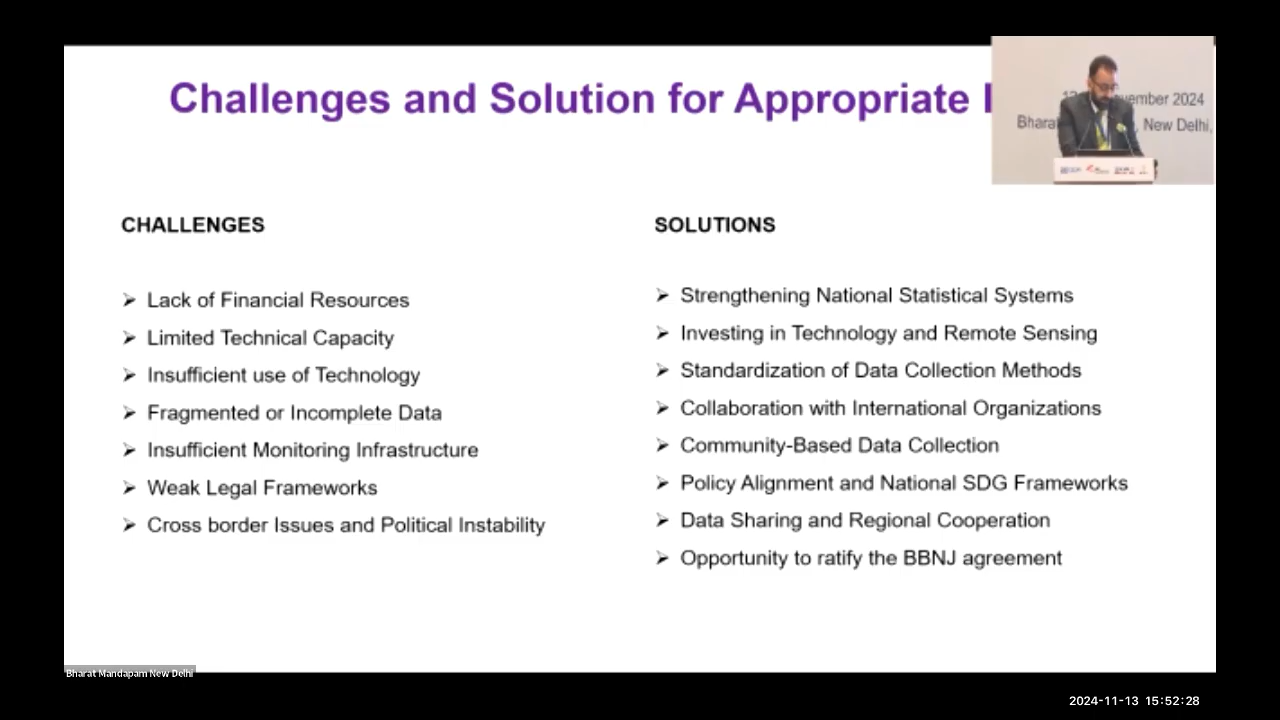 Challenges and Solution for Appropriate
vember 2024
Bharat
, New Delhi,
CHALLENGES
➢ Lack of Financial Resources
➢ Limited Technical Capacity
➢ Insufficient use of Technology
➢ Fragmented or Incomplete Data
➢ Insufficient Monitoring Infrastructure
➢ Weak Legal Frameworks
➢ Cross border Issues and Political Instability
SOLUTIONS
➢ Strengthening National Statistical Systems
➢ Investing in Technology and Remote Sensing
➢ Standardization of Data Collection Methods
➢ Collaboration with International Organizations
➢ Community-Based Data Collection
➢ Policy Alignment and National SDG Frameworks
➢ Data Sharing and Regional Cooperation
➢ Opportunity to ratify the BBNJ agreement
Bharat Mandapam New Delhi
2024-11-13 15:52:28